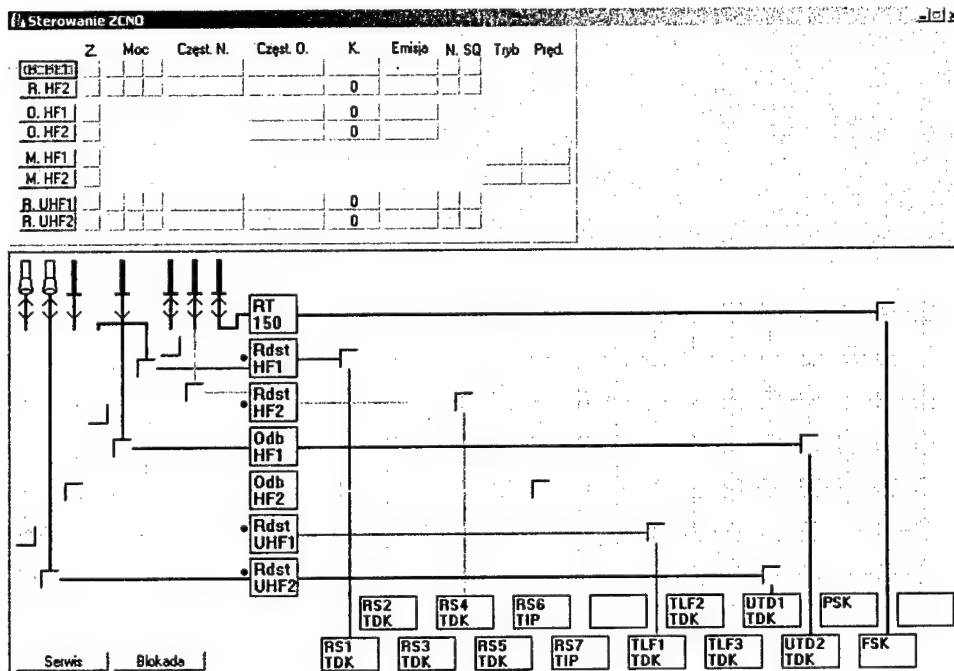 Sterowanie ZCNO
Z. Moc Częst. N. Częst. O. K. Emisja N. SQ Tryb Pręd.
R. HF2 0
O. HF1 0
O. HF2 0
M. HF1
M. HF2
R. UHF1 0
R. UHF2 0
RT
150
Rdst
HF1
Rdst
HF2
Odb
HF1
Odb
HF2
Rdst
UHF1
Rdst
UHF2
RS2
TDK
RS4
TDK
RS6
TIP
TLF2
TDK
UTD1
TDK
PSK
RS1
TDK
RS3
TDK
RS5
TDK
RS7
TIP
TLF1
TDK
TLF3
TDK
UTD2
TDK
FSK
Serwis Blokada